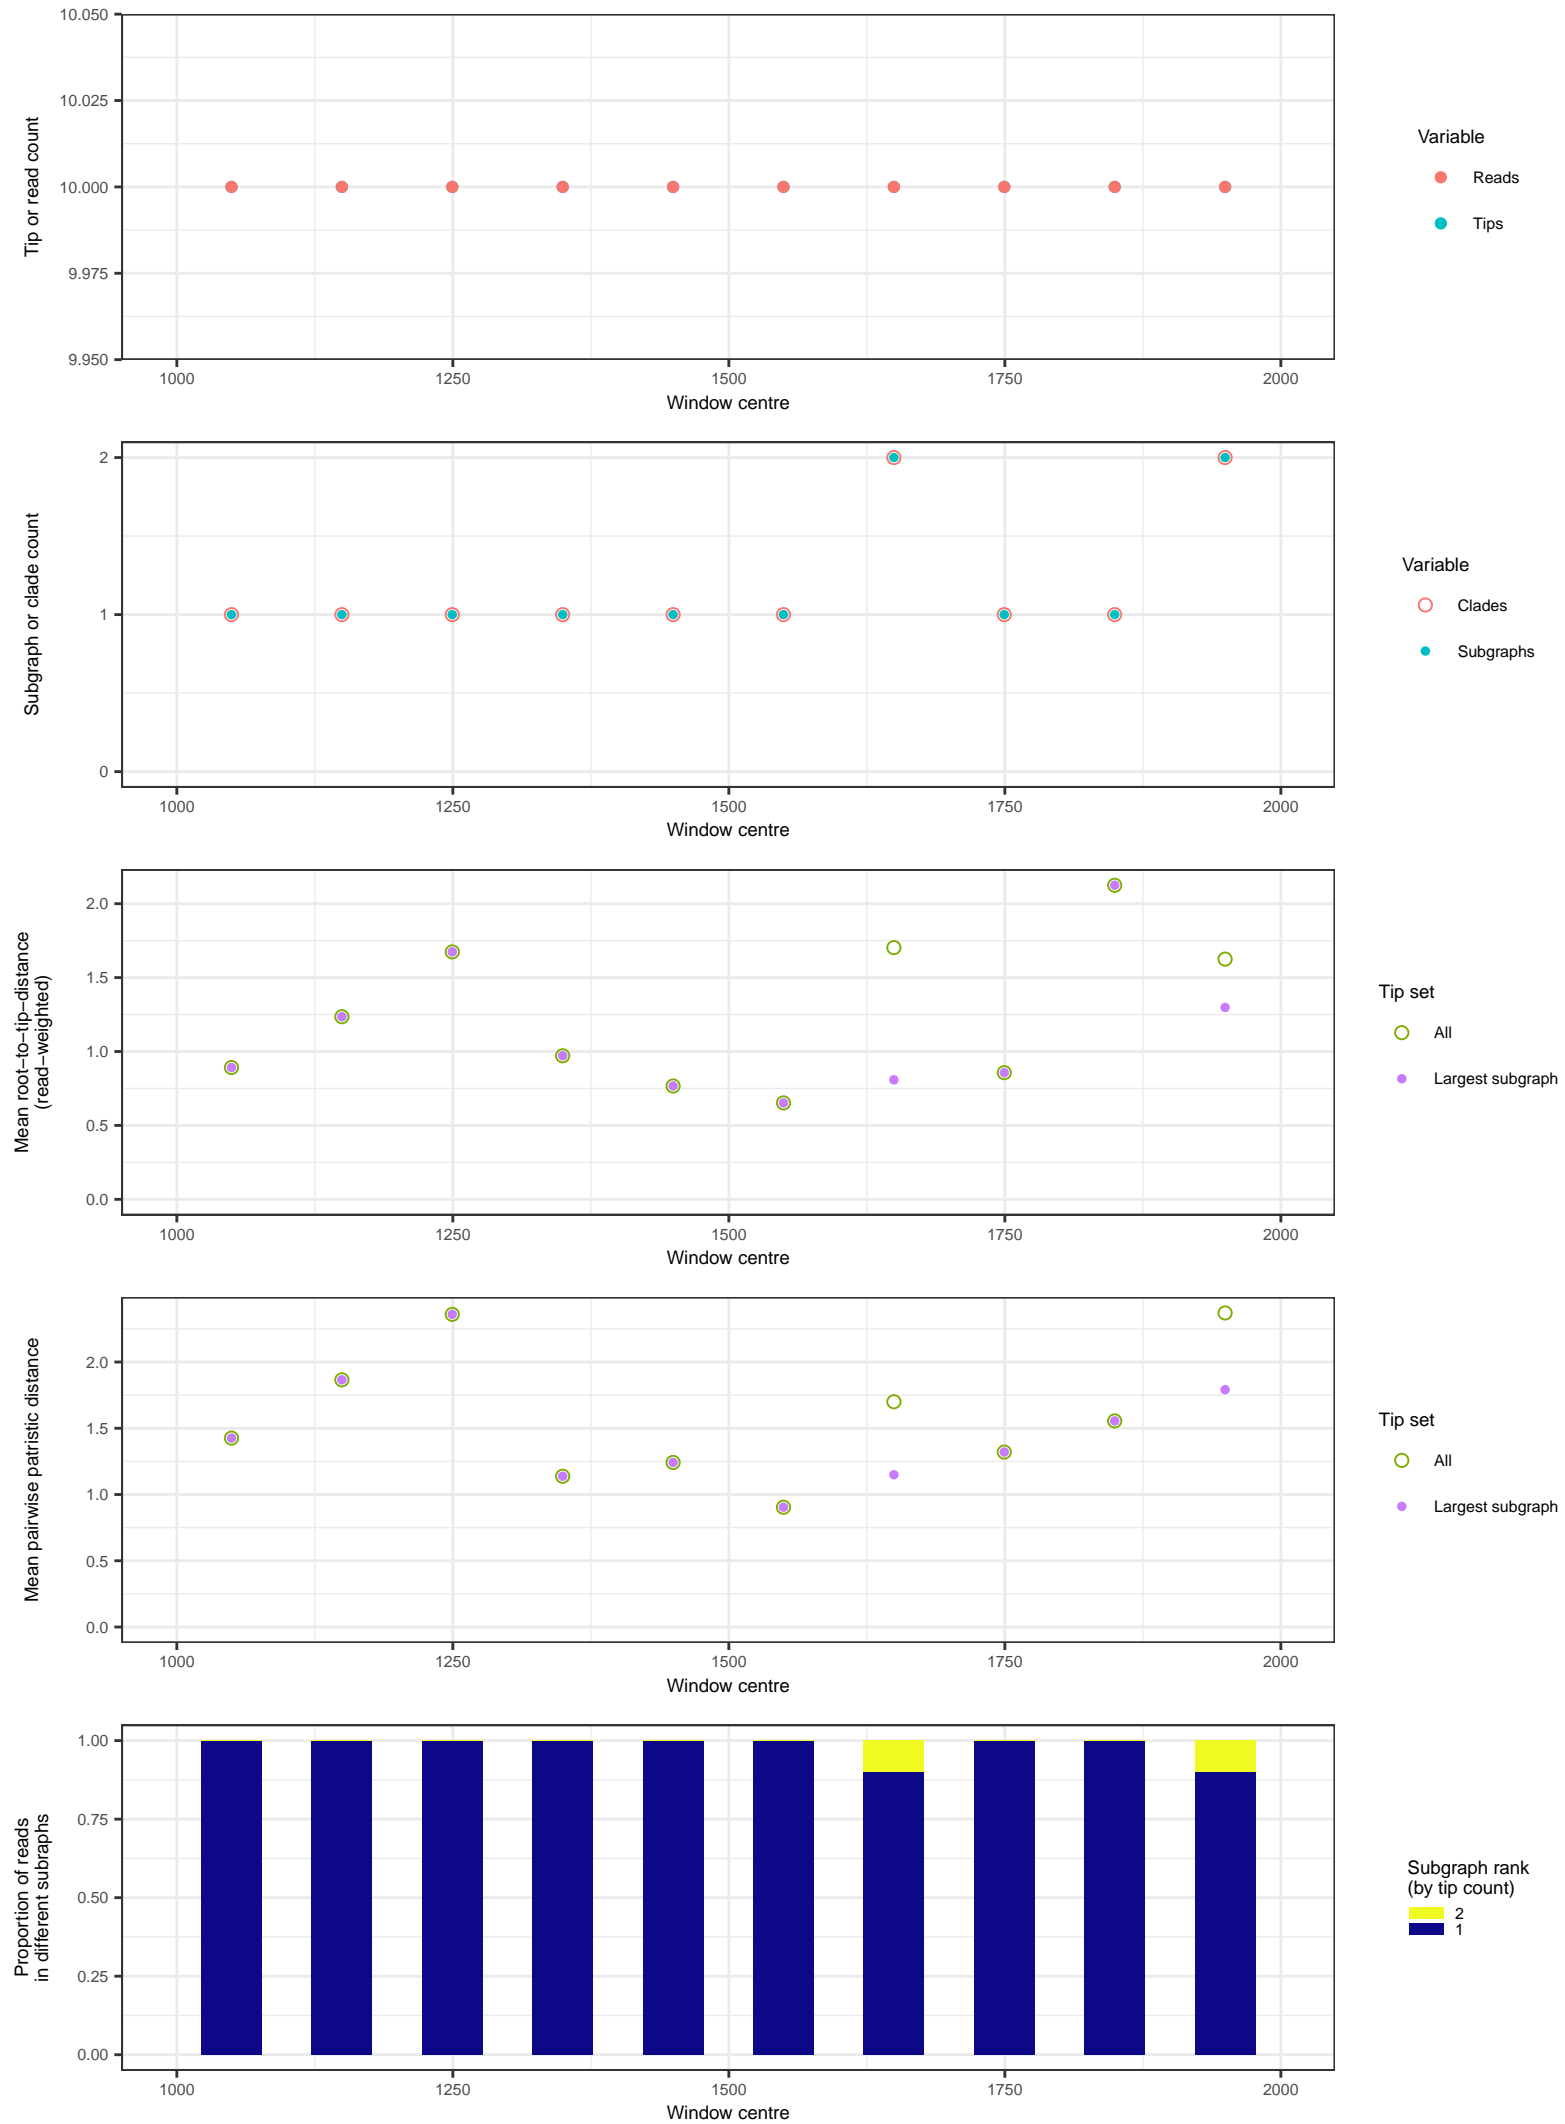 10.050
10.025
10.000
9.975
9.950
Tip or read count
1000 1250 1500 1750 2000
Window centre
Variable
Reads
Tips
2
1
0
Subgraph or clade count
1000 1250 1500 1750 2000
Window centre
Variable
Clades
Subgraphs
2.0
1.5
1.0
0.5
0.0
Mean root−to−tip−distance
(read−weighted)
1000 1250 1500 1750 2000
Window centre
Tip set
All
Largest subgraph
2.0
1.5
1.0
0.5
0.0
Mean pairwise patristic distance
1000 1250 1500 1750 2000
Window centre
Tip set
All
Largest subgraph
1.00
0.75
0.50
0.25
0.00
Proportion of reads
in different subraphs
1000 1250 1500 1750 2000
Window centre
Subgraph rank
(by tip count)
2
1